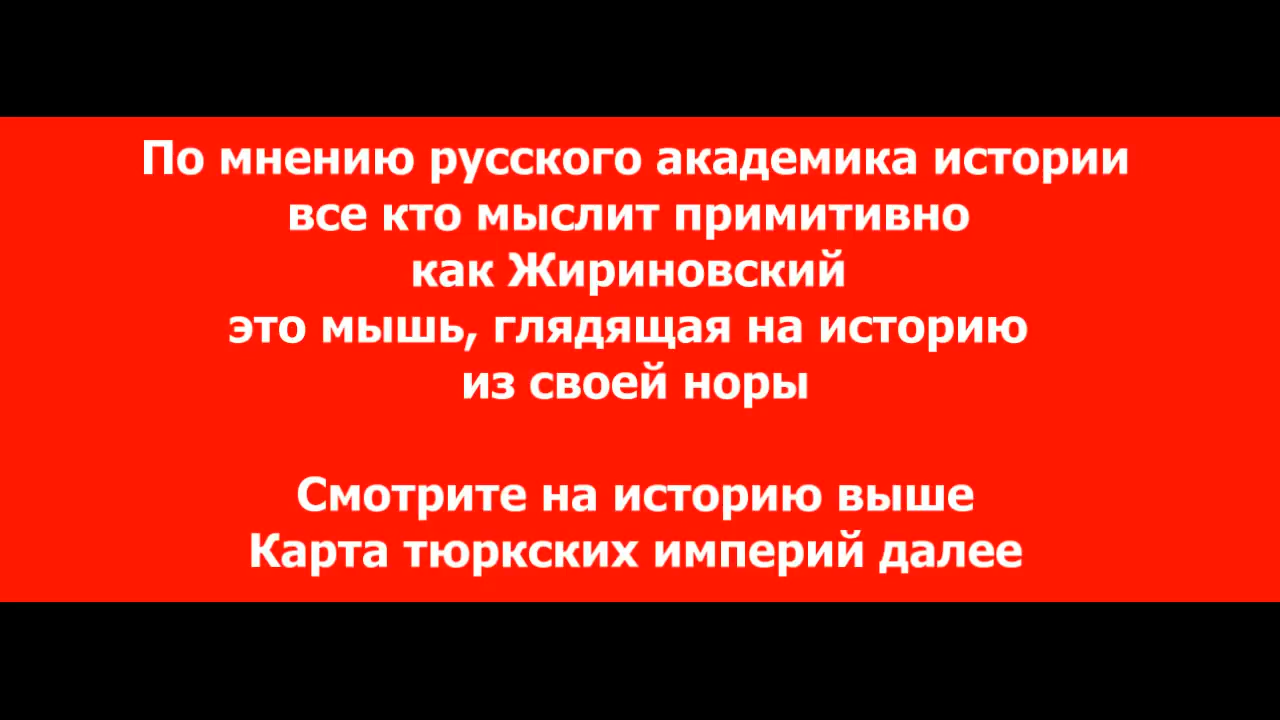 По мнению русского академика истории
все кто мыслит примитивно
как Жириновский
это мышь, глядящая на историю
из своей норы
Смотрите на историю выше
Карта тюркских империй далее